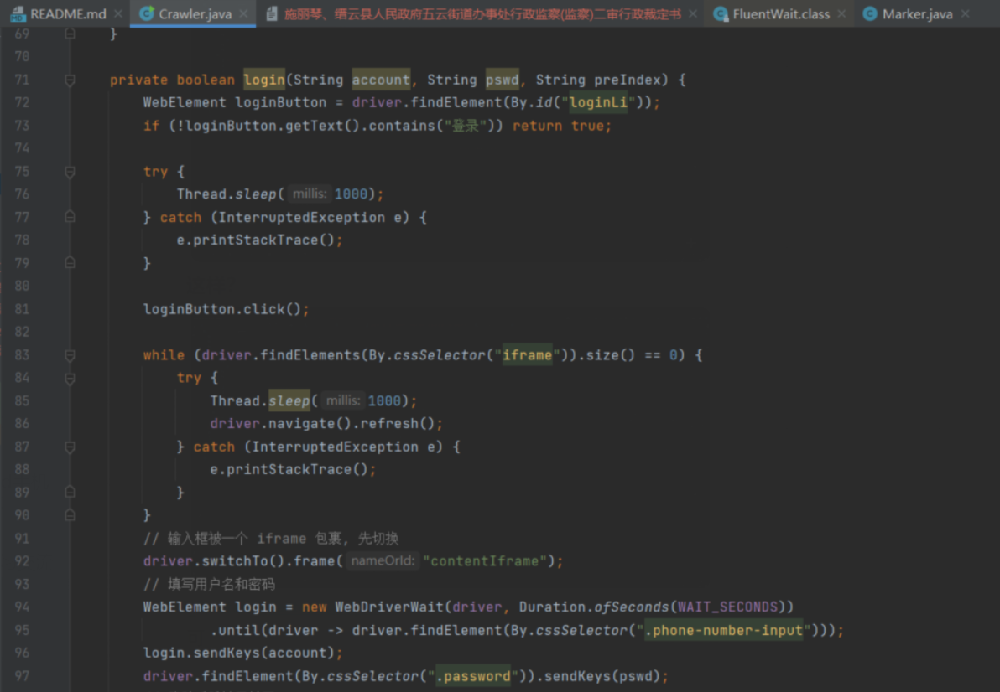 README.md × Crawler.java × 施丽琴、缙云县人民政府五云街道办事处行政监察(监察)二审行政裁定书 × FluentWait.class × Marker.java ×
69 }
70
71 private boolean login(String account, String pswd, String preIndex) {
72 WebElement loginButton = driver.findElement(By.id("loginLi"));
73 if (!loginButton.getText().contains("登录")) return true;
74
75 try {
76 Thread.sleep( millis: 1000);
77 } catch (InterruptedException e) {
78 e.printStackTrace();
79 }
80
81 loginButton.click();
82
83 while (driver.findElements(By.cssSelector("iframe")).size() == 0) {
84 try {
85 Thread.sleep( millis: 1000);
86 driver.navigate().refresh();
87 } catch (InterruptedException e) {
88 e.printStackTrace();
89 }
90 }
91 // 输入框被一个 iframe 包裹, 先切换
92 driver.switchTo().frame( nameOrId: "contentIframe");
93 // 填写用户名和密码
94 WebElement login = new WebDriverWait(driver, Duration.ofSeconds(WAIT_SECONDS))
95 .until(driver -> driver.findElement(By.cssSelector(".phone-number-input")));
96 login.sendKeys(account);
97 driver.findElement(By.cssSelector(".password")).sendKeys(pswd);